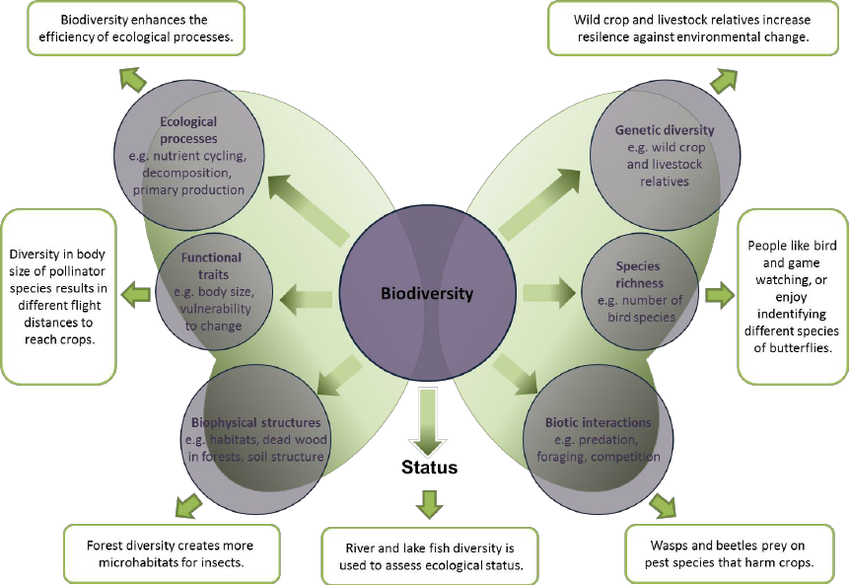 Biodiversity enhances the
efficiency of ecological processes.
Wild crop and livestock relatives increase
resilence against environmental change.
Ecological
processes
e.g. nutrient cycling,
decomposition,
primary production
Genetic diversity
e.g. wild crop
and livestock
relatives
Diversity in body
size of pollinator
species results in
different flight
distances to
reach crops.
Functional
traits
e.g. body size,
vulnerability
to change
Biodiversity
Species
richness
e.g. number of
bird species
People like bird
and game
watching, or
enjoy
indentifying
different species
of butterflies.
Biophysical structures
e.g. habitats, dead wood
in forests, soil structure
Biotic interactions
e.g. predation,
foraging, competition
Status
Forest diversity creates more
microhabitats for insects.
River and lake fish diversity is
used to assess ecological status.
Wasps and beetles prey on
pest species that harm crops.